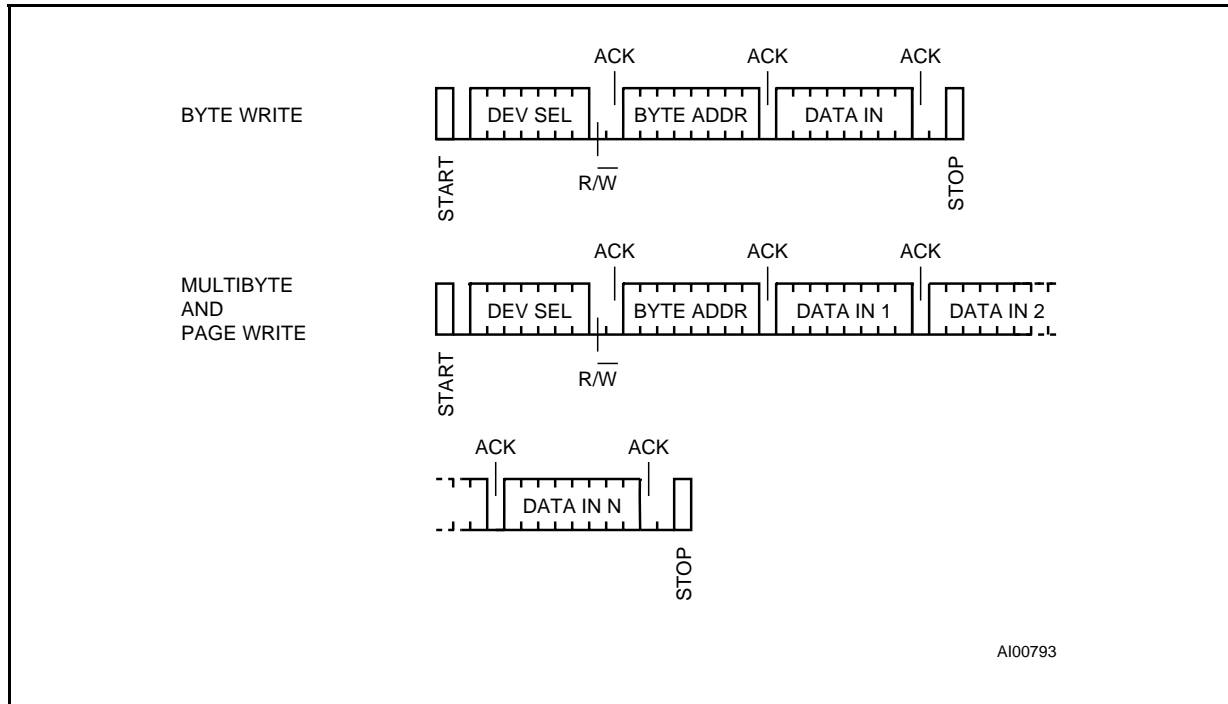 ACK ACK ACK
BYTE WRITE DEV SEL BYTE ADDR DATA IN
R/W̅
START STOP
ACK ACK ACK
MULTIBYTE
AND
PAGE WRITE
DEV SEL BYTE ADDR DATA IN 1 DATA IN 2
R/W̅
START
ACK ACK
DATA IN N
STOP
AI00793